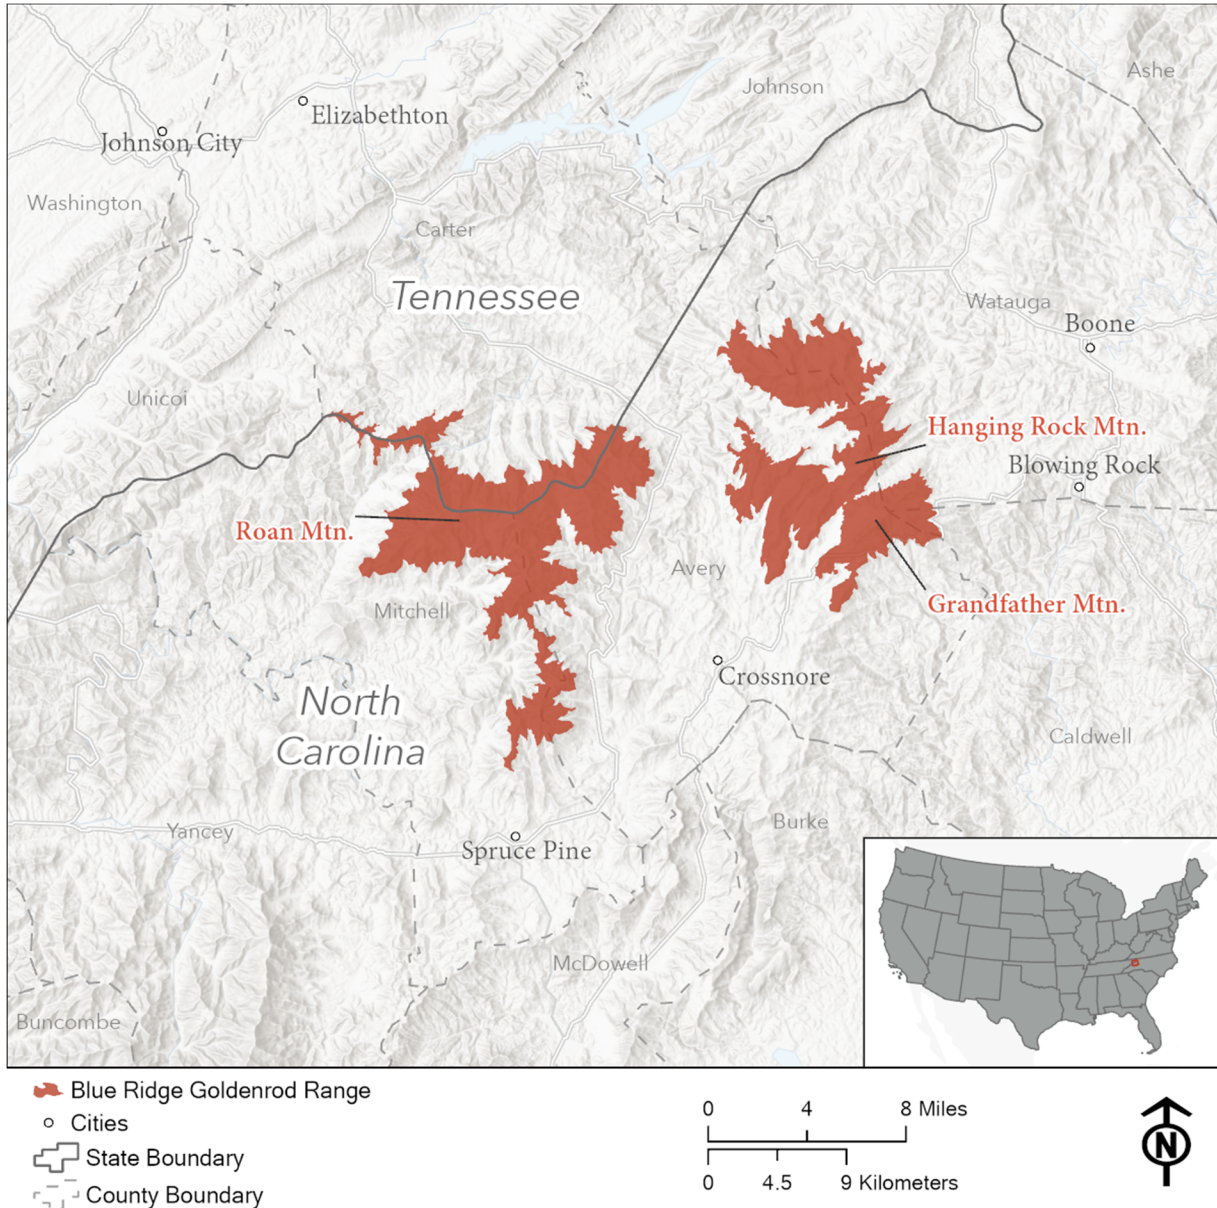 Ashe
Johnson
Elizabethton
Johnson City
Washington
Carter
Tennessee
Watauga
Boone
Unicoi
Hanging Rock Mtn.
Blowing Rock
Roan Mtn.
Avery
Grandfather Mtn.
Mitchell
Crossnore
North
Carolina
Caldwell
Yancey
Burke
Spruce Pine
McDowell
Buncombe
Blue Ridge Goldenrod Range
Cities
State Boundary
County Boundary
0 4 8 Miles
0 4.5 9 Kilometers
N